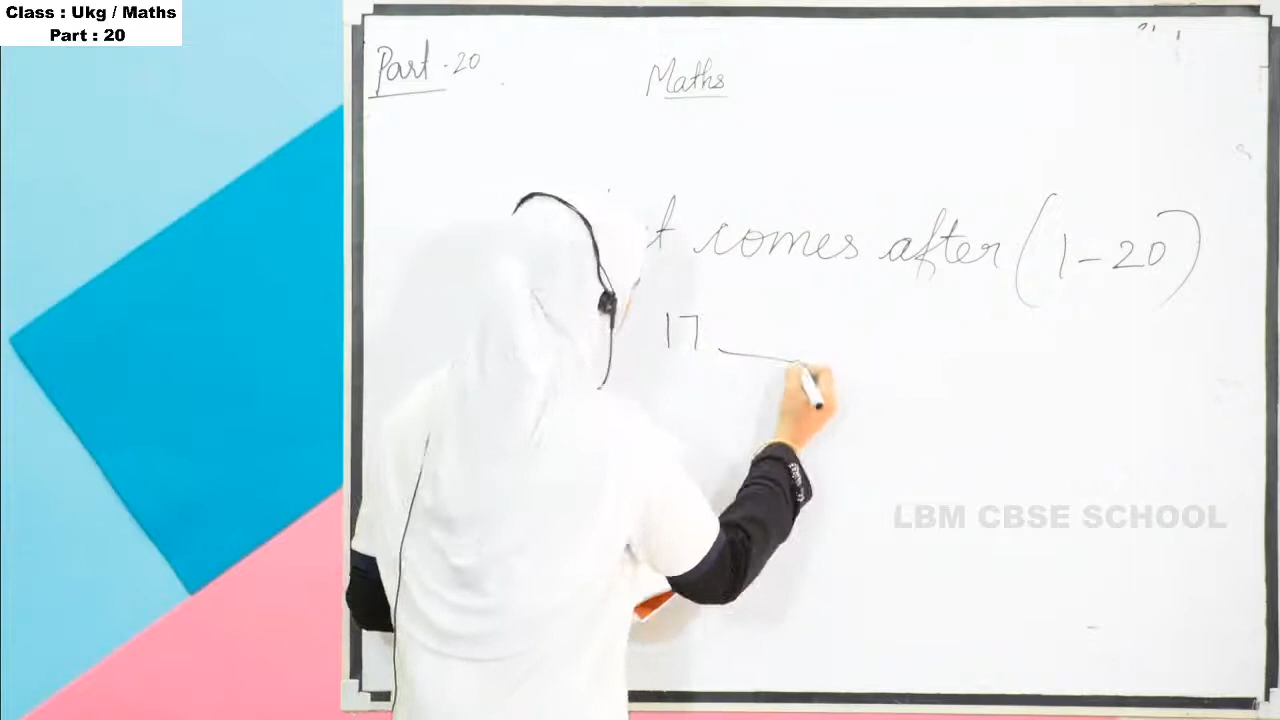 Class : Ukg / Maths
Part : 20
Part - 20
Maths
comes after (1-20)
17
LBM CBSE SCHOOL